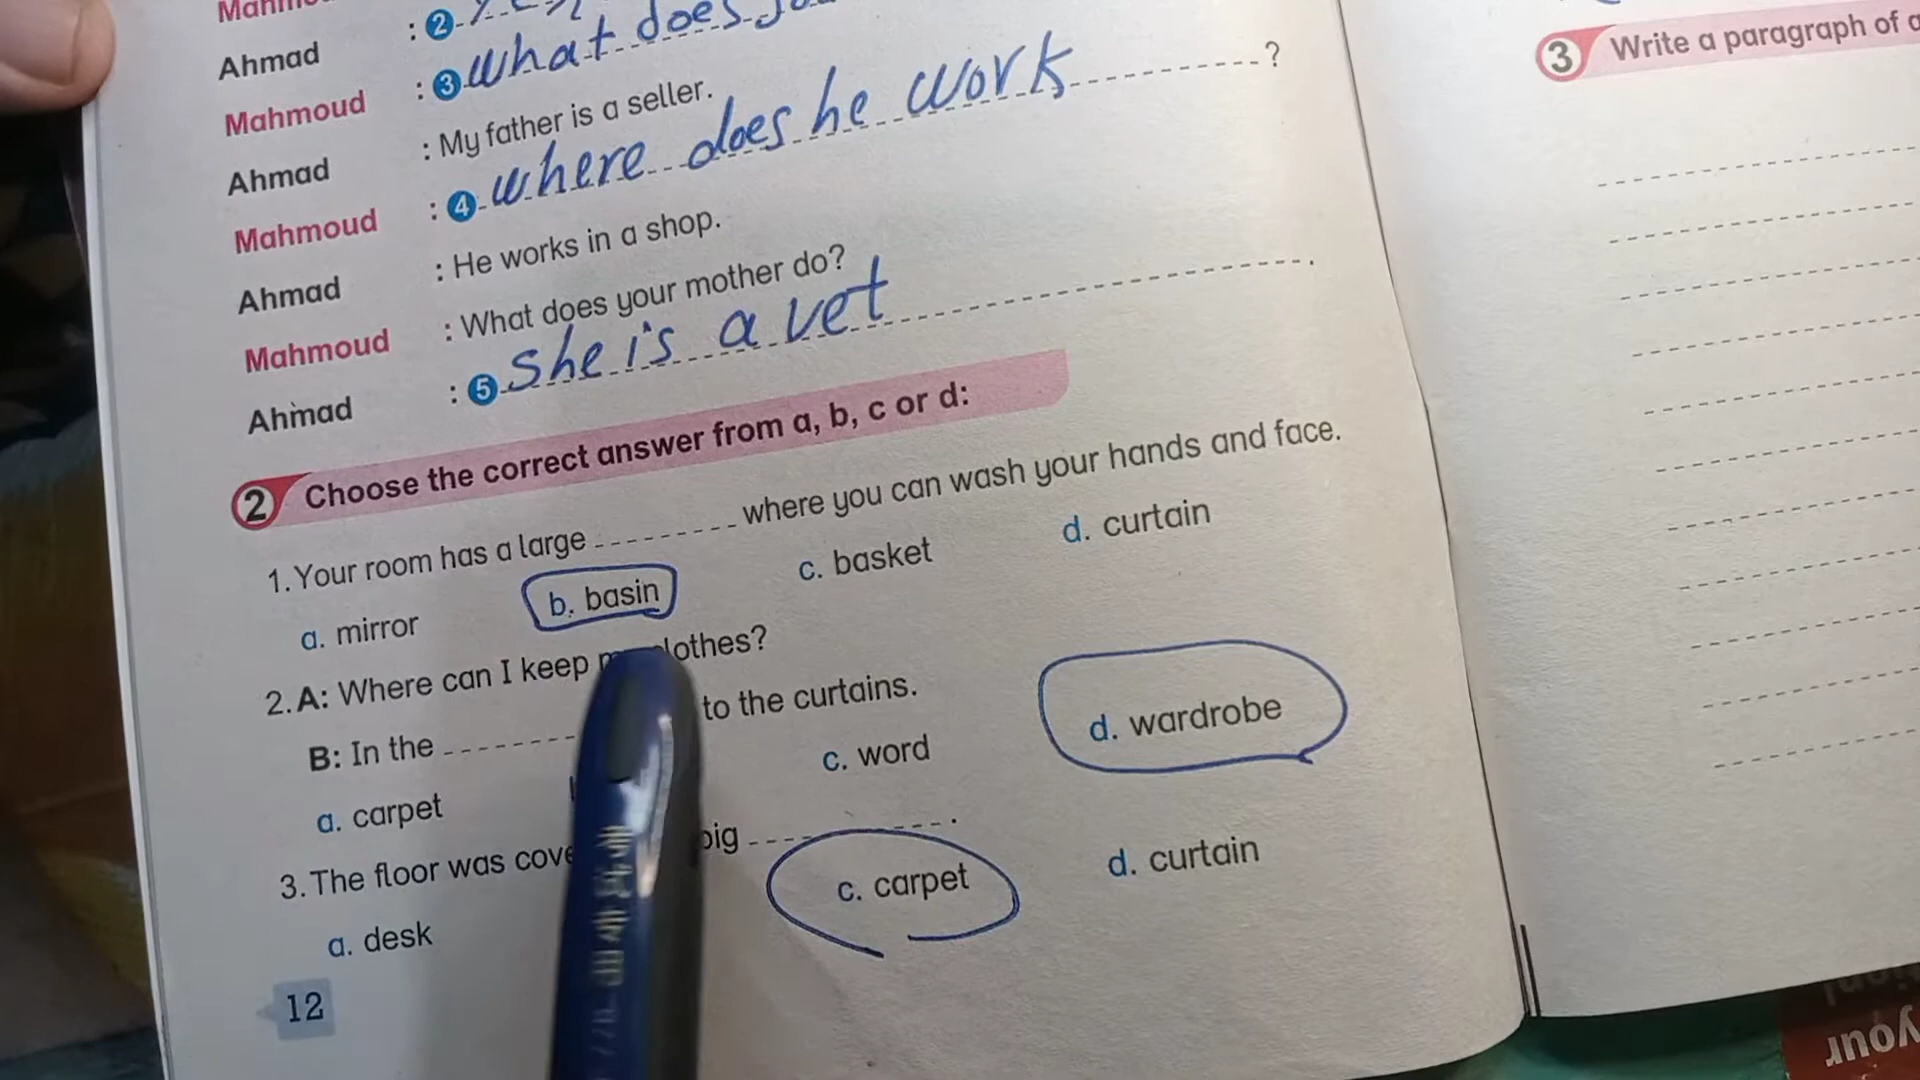 Ahmad : 2
Mahmoud : 3 what does
Ahmad : My father is a seller.
Mahmoud : 4 where does he work ?
Ahmad : He works in a shop.
Mahmoud : What does your mother do?
Ahmad : 5 she is a vet .
2 Choose the correct answer from a, b, c or d:
1. Your room has a large where you can wash your hands and face.
a. mirror b. basin c. basket d. curtain
2. A: Where can I keep clothes?
B: In the to the curtains.
a. carpet c. word d. wardrobe
3. The floor was big .
a. desk c. carpet d. curtain
12
3 Write a paragraph of
your